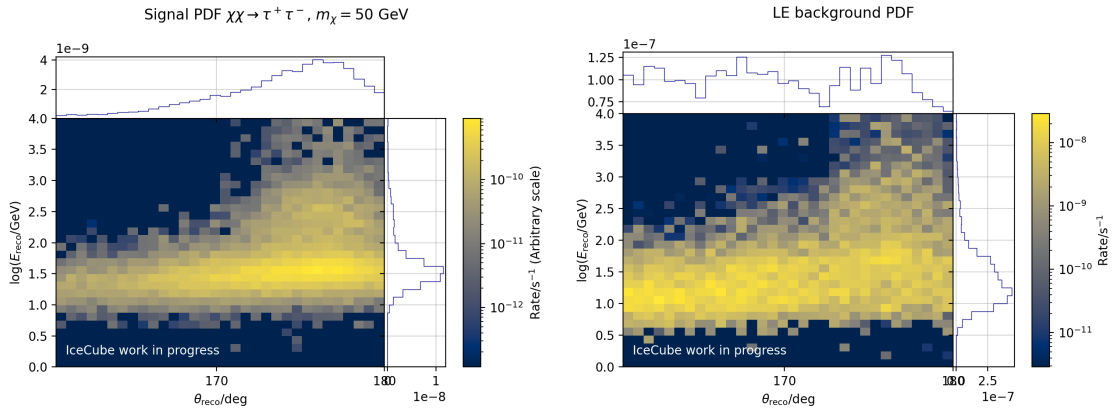 Signal PDF χχ → τ⁺τ⁻, mχ = 50 GeV
1e−9
4
2
4.0
3.5
3.0
2.5
2.0
1.5
1.0
0.5
0.0
log(E_reco/GeV)
IceCube work in progress
170
180
θ_reco/deg
0
1
1e−8
10⁻¹⁰
10⁻¹¹
10⁻¹²
Rate/s⁻¹ (Arbitrary scale)
LE background PDF
1e−7
1.25
1.00
0.75
4.0
3.5
3.0
2.5
2.0
1.5
1.0
0.5
0.0
log(E_reco/GeV)
IceCube work in progress
170
180
θ_reco/deg
0.0
2.5
1e−7
10⁻⁸
10⁻⁹
10⁻¹⁰
10⁻¹¹
Rate/s⁻¹